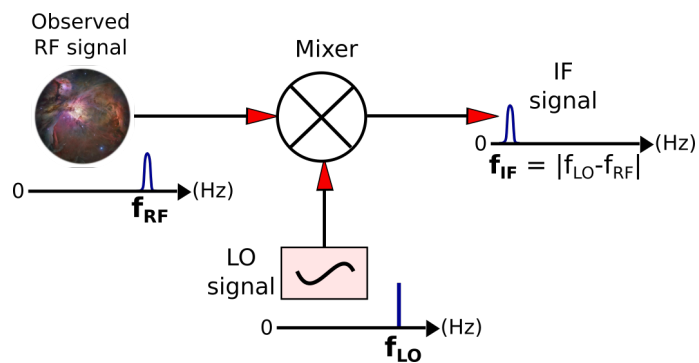 Observed
RF signal
Mixer
IF
signal
0
(Hz)
f_IF = |f_LO-f_RF|
0
(Hz)
f_RF
LO
signal
0
(Hz)
f_LO